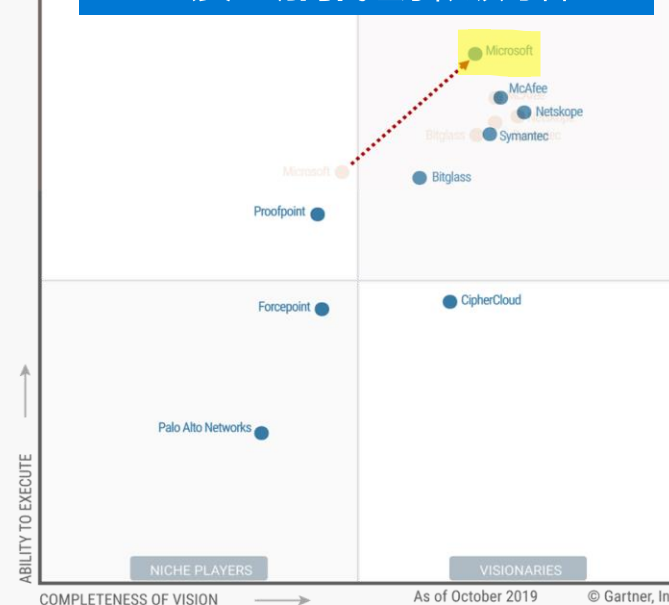 Microsoft
McAfee
Netskope
Bitglass
Symantec
Microsoft
Bitglass
Proofpoint
CipherCloud
Forcepoint
Palo Alto Networks
ABILITY TO EXECUTE
NICHE PLAYERS
VISIONARIES
COMPLETENESS OF VISION
As of October 2019
© Gartner, In